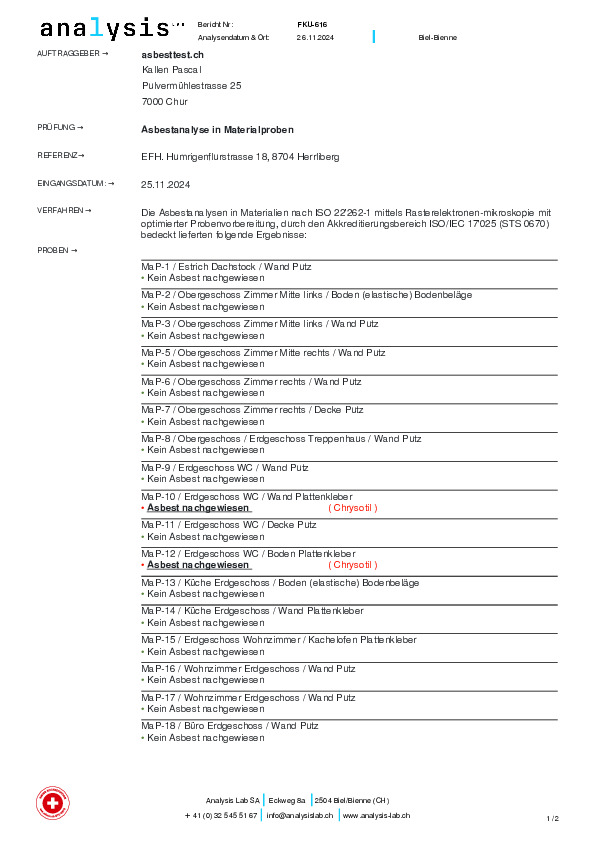 analysis
Bericht Nr: FKU-616
Analysendatum & Ort: 26.11.2024 Biel-Bienne
AUFTRAGGEBER → asbesttest.ch
Kallen Pascal
Pulvermühlestrasse 25
7000 Chur
PRÜFUNG → Asbestanalyse in Materialproben
REFERENZ→ EFH. Humrigenflurstrasse 18, 8704 Herrliberg
EINGANGSDATUM: → 25.11.2024
VERFAHREN → Die Asbestanalysen in Materialien nach ISO 22'262-1 mittels Rasterelektronen-mikroskopie mit
optimierter Probenvorbereitung, durch den Akkreditierungsbereich ISO/IEC 17'025 (STS 0670)
bedeckt lieferten folgende Ergebnisse:
PROBEN →
MaP-1 / Estrich Dachstock / Wand Putz
• Kein Asbest nachgewiesen
MaP-2 / Obergeschoss Zimmer Mitte links / Boden (elastische) Bodenbeläge
• Kein Asbest nachgewiesen
MaP-3 / Obergeschoss Zimmer Mitte links / Wand Putz
• Kein Asbest nachgewiesen
MaP-5 / Obergeschoss Zimmer Mitte rechts / Wand Putz
• Kein Asbest nachgewiesen
MaP-6 / Obergeschoss Zimmer rechts / Wand Putz
• Kein Asbest nachgewiesen
MaP-7 / Obergeschoss Zimmer rechts / Decke Putz
• Kein Asbest nachgewiesen
MaP-8 / Obergeschoss / Erdgeschoss Treppenhaus / Wand Putz
• Kein Asbest nachgewiesen
MaP-9 / Erdgeschoss WC / Wand Putz
• Kein Asbest nachgewiesen
MaP-10 / Erdgeschoss WC / Wand Plattenkleber
• Asbest nachgewiesen ( Chrysotil )
MaP-11 / Erdgeschoss WC / Decke Putz
• Kein Asbest nachgewiesen
MaP-12 / Erdgeschoss WC / Boden Plattenkleber
• Asbest nachgewiesen ( Chrysotil )
MaP-13 / Küche Erdgeschoss / Boden (elastische) Bodenbeläge
• Kein Asbest nachgewiesen
MaP-14 / Küche Erdgeschoss / Wand Plattenkleber
• Kein Asbest nachgewiesen
MaP-15 / Erdgeschoss Wohnzimmer / Kachelofen Plattenkleber
• Kein Asbest nachgewiesen
MaP-16 / Wohnzimmer Erdgeschoss / Wand Putz
• Kein Asbest nachgewiesen
MaP-17 / Wohnzimmer Erdgeschoss / Wand Putz
• Kein Asbest nachgewiesen
MaP-18 / Büro Erdgeschoss / Wand Putz
• Kein Asbest nachgewiesen
Analysis Lab SA Eckweg 8a 2504 Biel/Bienne (CH)
+ 41 (0) 32 545 51 67 info@analysislab.ch www.analysis-lab.ch
1 / 2